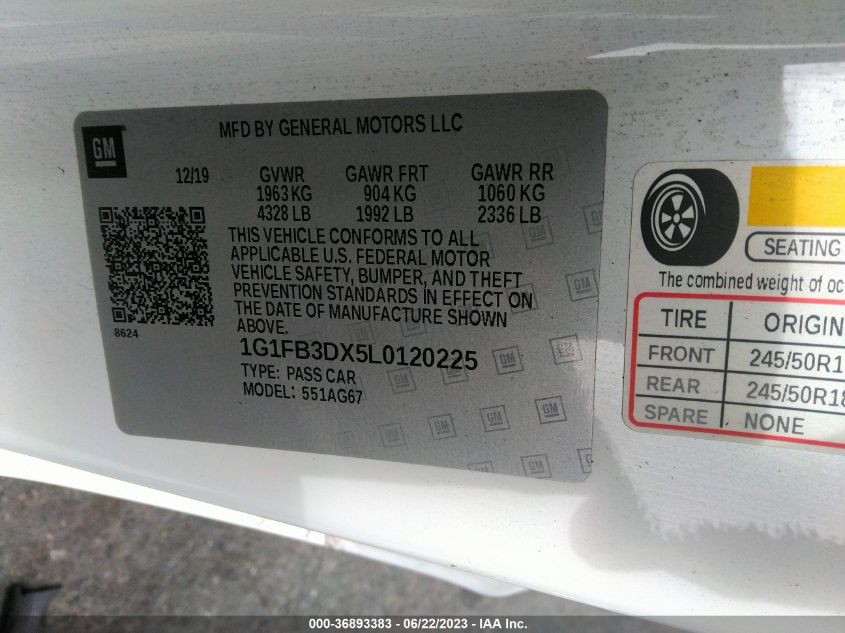 GM
MFD BY GENERAL MOTORS LLC
12/19 GVWR GAWR FRT GAWR RR
1963 KG 904 KG 1060 KG
4328 LB 1992 LB 2336 LB
THIS VEHICLE CONFORMS TO ALL
APPLICABLE U.S. FEDERAL MOTOR
VEHICLE SAFETY, BUMPER, AND THEFT
PREVENTION STANDARDS IN EFFECT ON
THE DATE OF MANUFACTURE SHOWN
ABOVE.
8624
1G1FB3DX5L0120225
TYPE: PASS CAR
MODEL: 551AG67
SEATING
The combined weight of oc
TIRE ORIGIN
FRONT 245/50R1
REAR 245/50R18
SPARE NONE
000-36893383 - 06/22/2023 - IAA Inc.